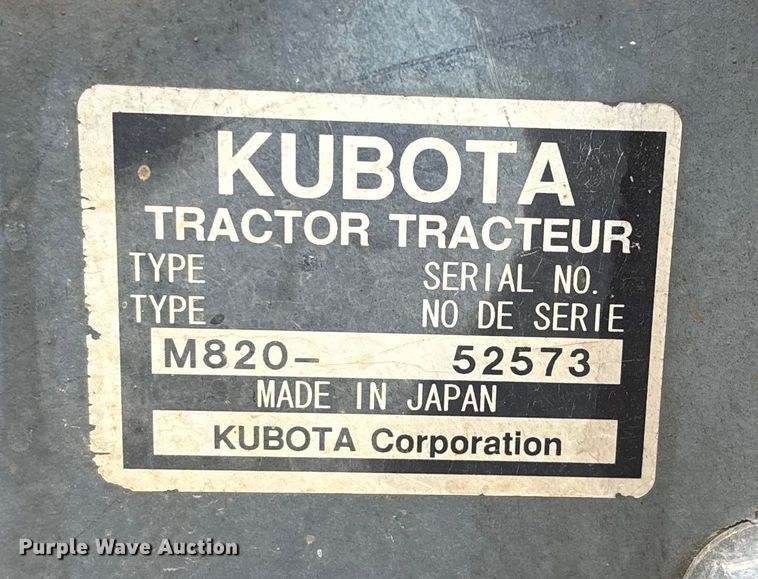 KUBOTA
TRACTOR TRACTEUR
TYPE SERIAL NO.
TYPE NO DE SERIE
M820- 52573
MADE IN JAPAN
KUBOTA Corporation
Purple Wave Auction